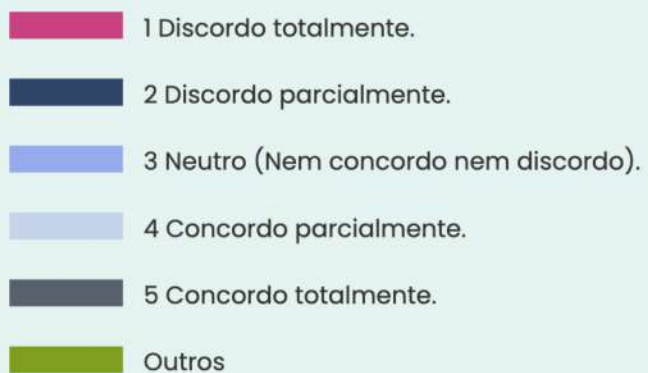 1 Discordo totalmente.
2 Discordo parcialmente.
3 Neutro (Nem concordo nem discordo).
4 Concordo parcialmente.
5 Concordo totalmente.
Outros